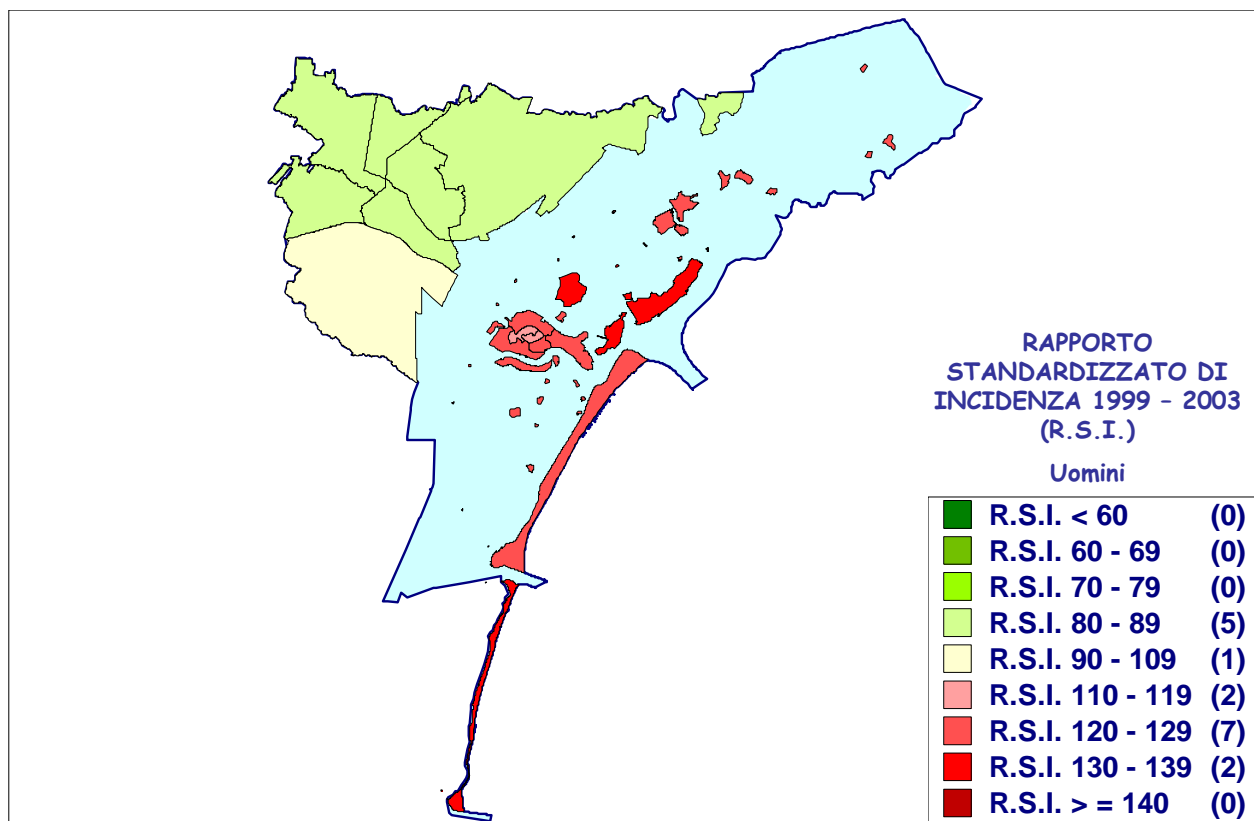 RAPPORTO
STANDARDIZZATO DI
INCIDENZA 1999 – 2003
(R.S.I.)
Uomini
R.S.I. < 60 (0)
R.S.I. 60 - 69 (0)
R.S.I. 70 - 79 (0)
R.S.I. 80 - 89 (5)
R.S.I. 90 - 109 (1)
R.S.I. 110 - 119 (2)
R.S.I. 120 - 129 (7)
R.S.I. 130 - 139 (2)
R.S.I. > = 140 (0)